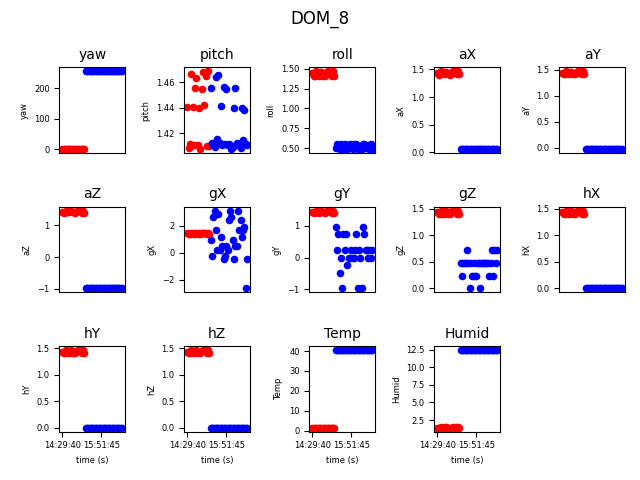 DOM_8
yaw pitch roll aX aY
yaw 0 100 200
pitch 1.42 1.44 1.46
roll 0.50 0.75 1.00 1.25 1.50
aX 0.0 0.5 1.0 1.5
aY 0.0 0.5 1.0 1.5
aZ gX gY gZ hX
aZ −1 0 1
gX −2 0 2
gY −1 0 1
gZ 0.0 0.5 1.0 1.5
hX 0.0 0.5 1.0 1.5
hY hZ Temp Humid
hY 0.0 0.5 1.0 1.5
hZ 0.0 0.5 1.0 1.5
Temp 0 10 20 30 40
Humid 2.5 5.0 7.5 10.0 12.5
14:29:40 15:51:45 14:29:40 15:51:45 14:29:40 15:51:45 14:29:40 15:51:45
time (s) time (s) time (s) time (s)